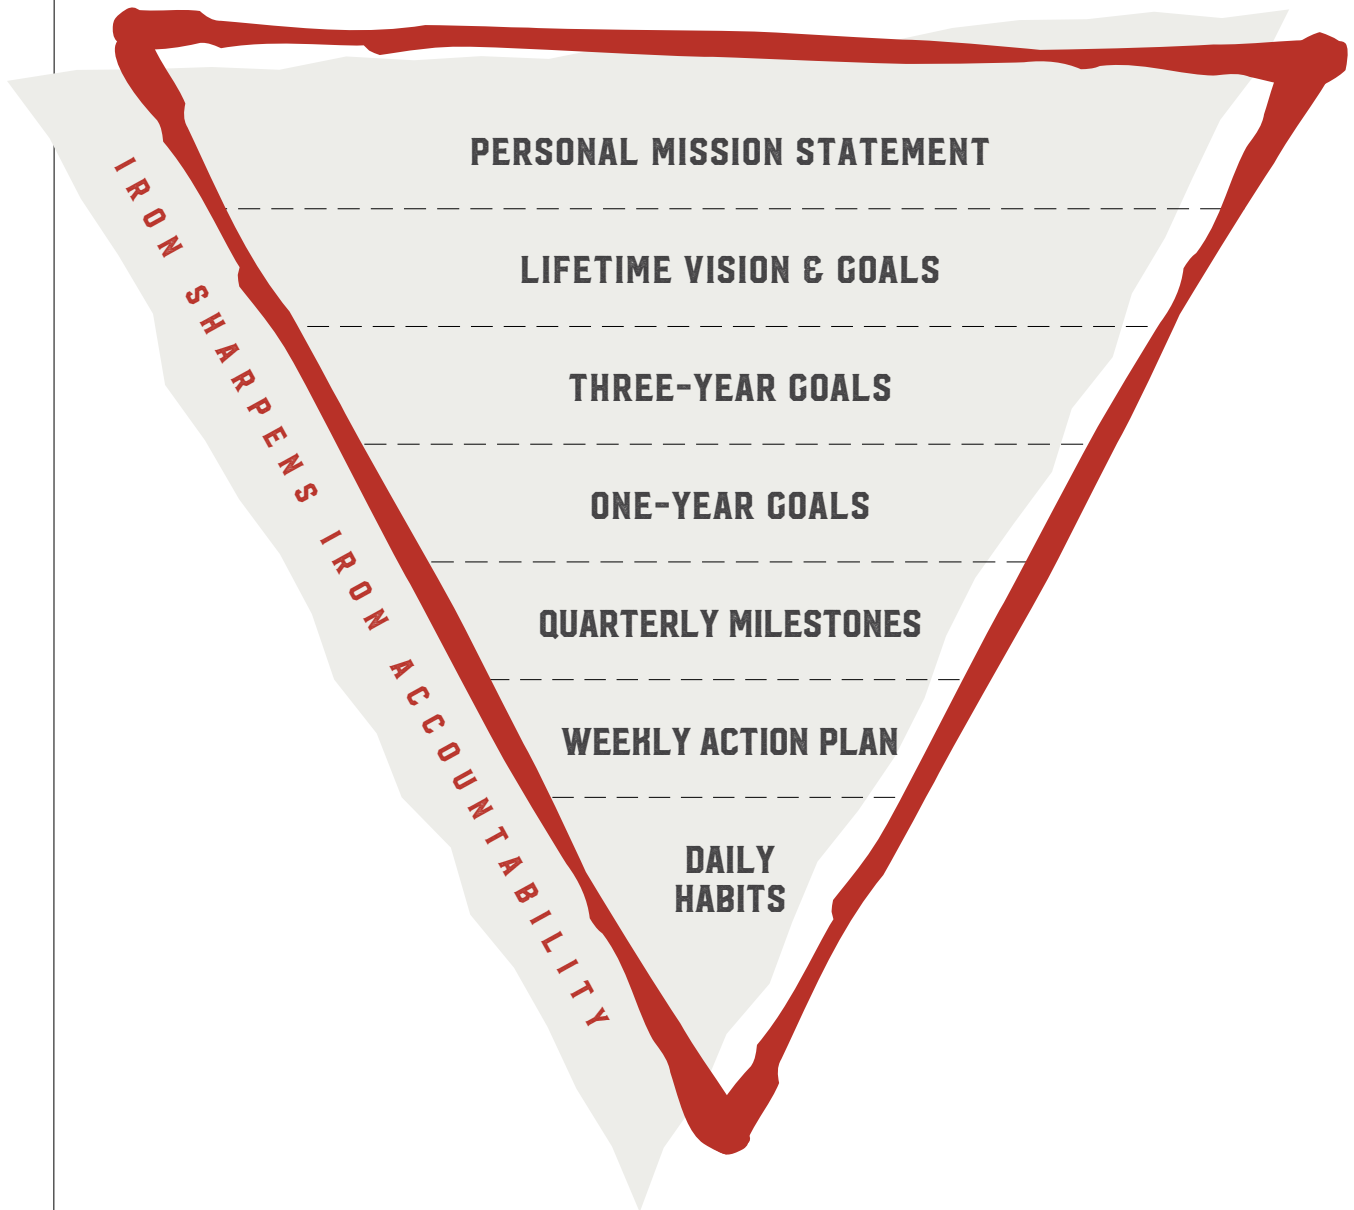 PERSONAL MISSION STATEMENT
LIFETIME VISION & GOALS
THREE-YEAR GOALS
ONE-YEAR GOALS
QUARTERLY MILESTONES
WEEKLY ACTION PLAN
DAILY
HABITS
IRON SHARPENS IRON ACCOUNTABILITY